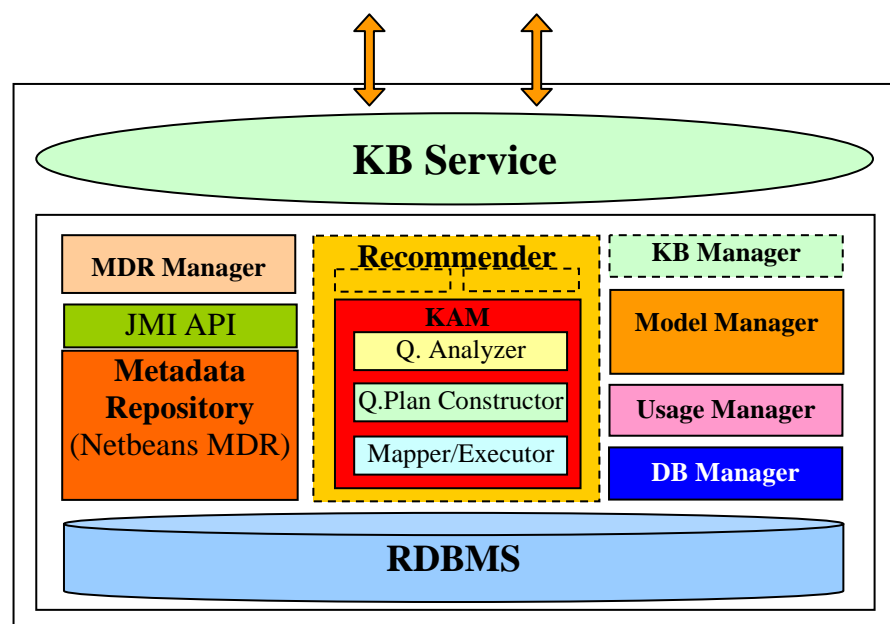 KB Service
MDR Manager
JMI API
Metadata
Repository
(Netbeans MDR)
Recommender
KAM
Q. Analyzer
Q.Plan Constructor
Mapper/Executor
KB Manager
Model Manager
Usage Manager
DB Manager
RDBMS